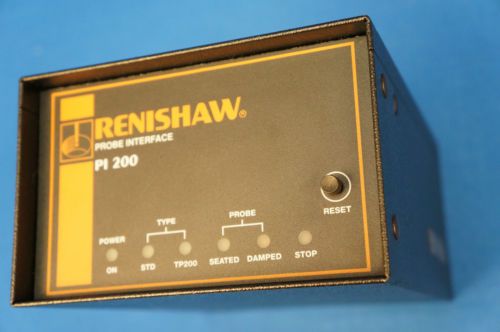 RENISHAW®
PROBE INTERFACE
PI 200
RESET
TYPE PROBE
POWER
ON STD TP200 SEATED DAMPED STOP